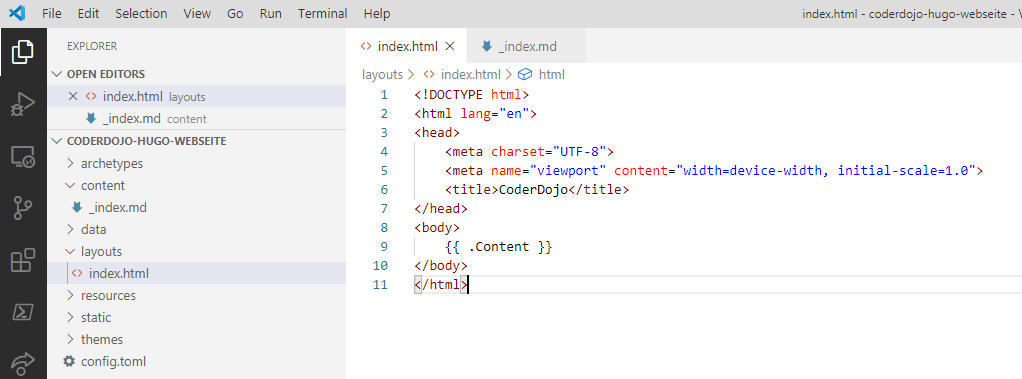 File Edit Selection View Go Run Terminal Help
index.html - coderdojo-hugo-webseite -
EXPLORER
OPEN EDITORS
index.html layouts
_index.md content
CODERDOJO-HUGO-WEBSEITE
archetypes
content
_index.md
data
layouts
index.html
resources
static
themes
config.toml
index.html
_index.md
layouts > index.html > html
1 <!DOCTYPE html>
2 <html lang="en">
3 <head>
4 <meta charset="UTF-8">
5 <meta name="viewport" content="width=device-width, initial-scale=1.0">
6 <title>CoderDojo</title>
7 </head>
8 <body>
9 {{ .Content }}
10 </body>
11 </html>